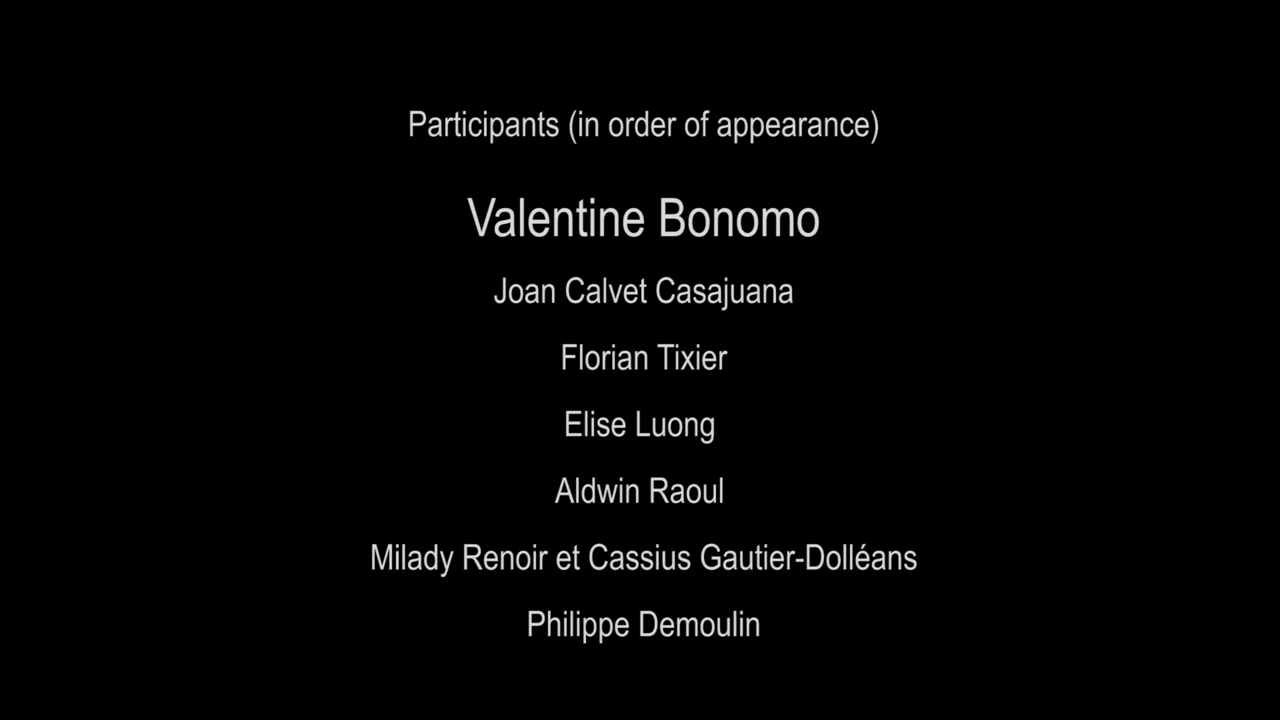 Participants (in order of appearance)
Valentine Bonomo
Joan Calvet Casajuana
Florian Tixier
Elise Luong
Aldwin Raoul
Milady Renoir et Cassius Gautier-Dolléans
Philippe Demoulin